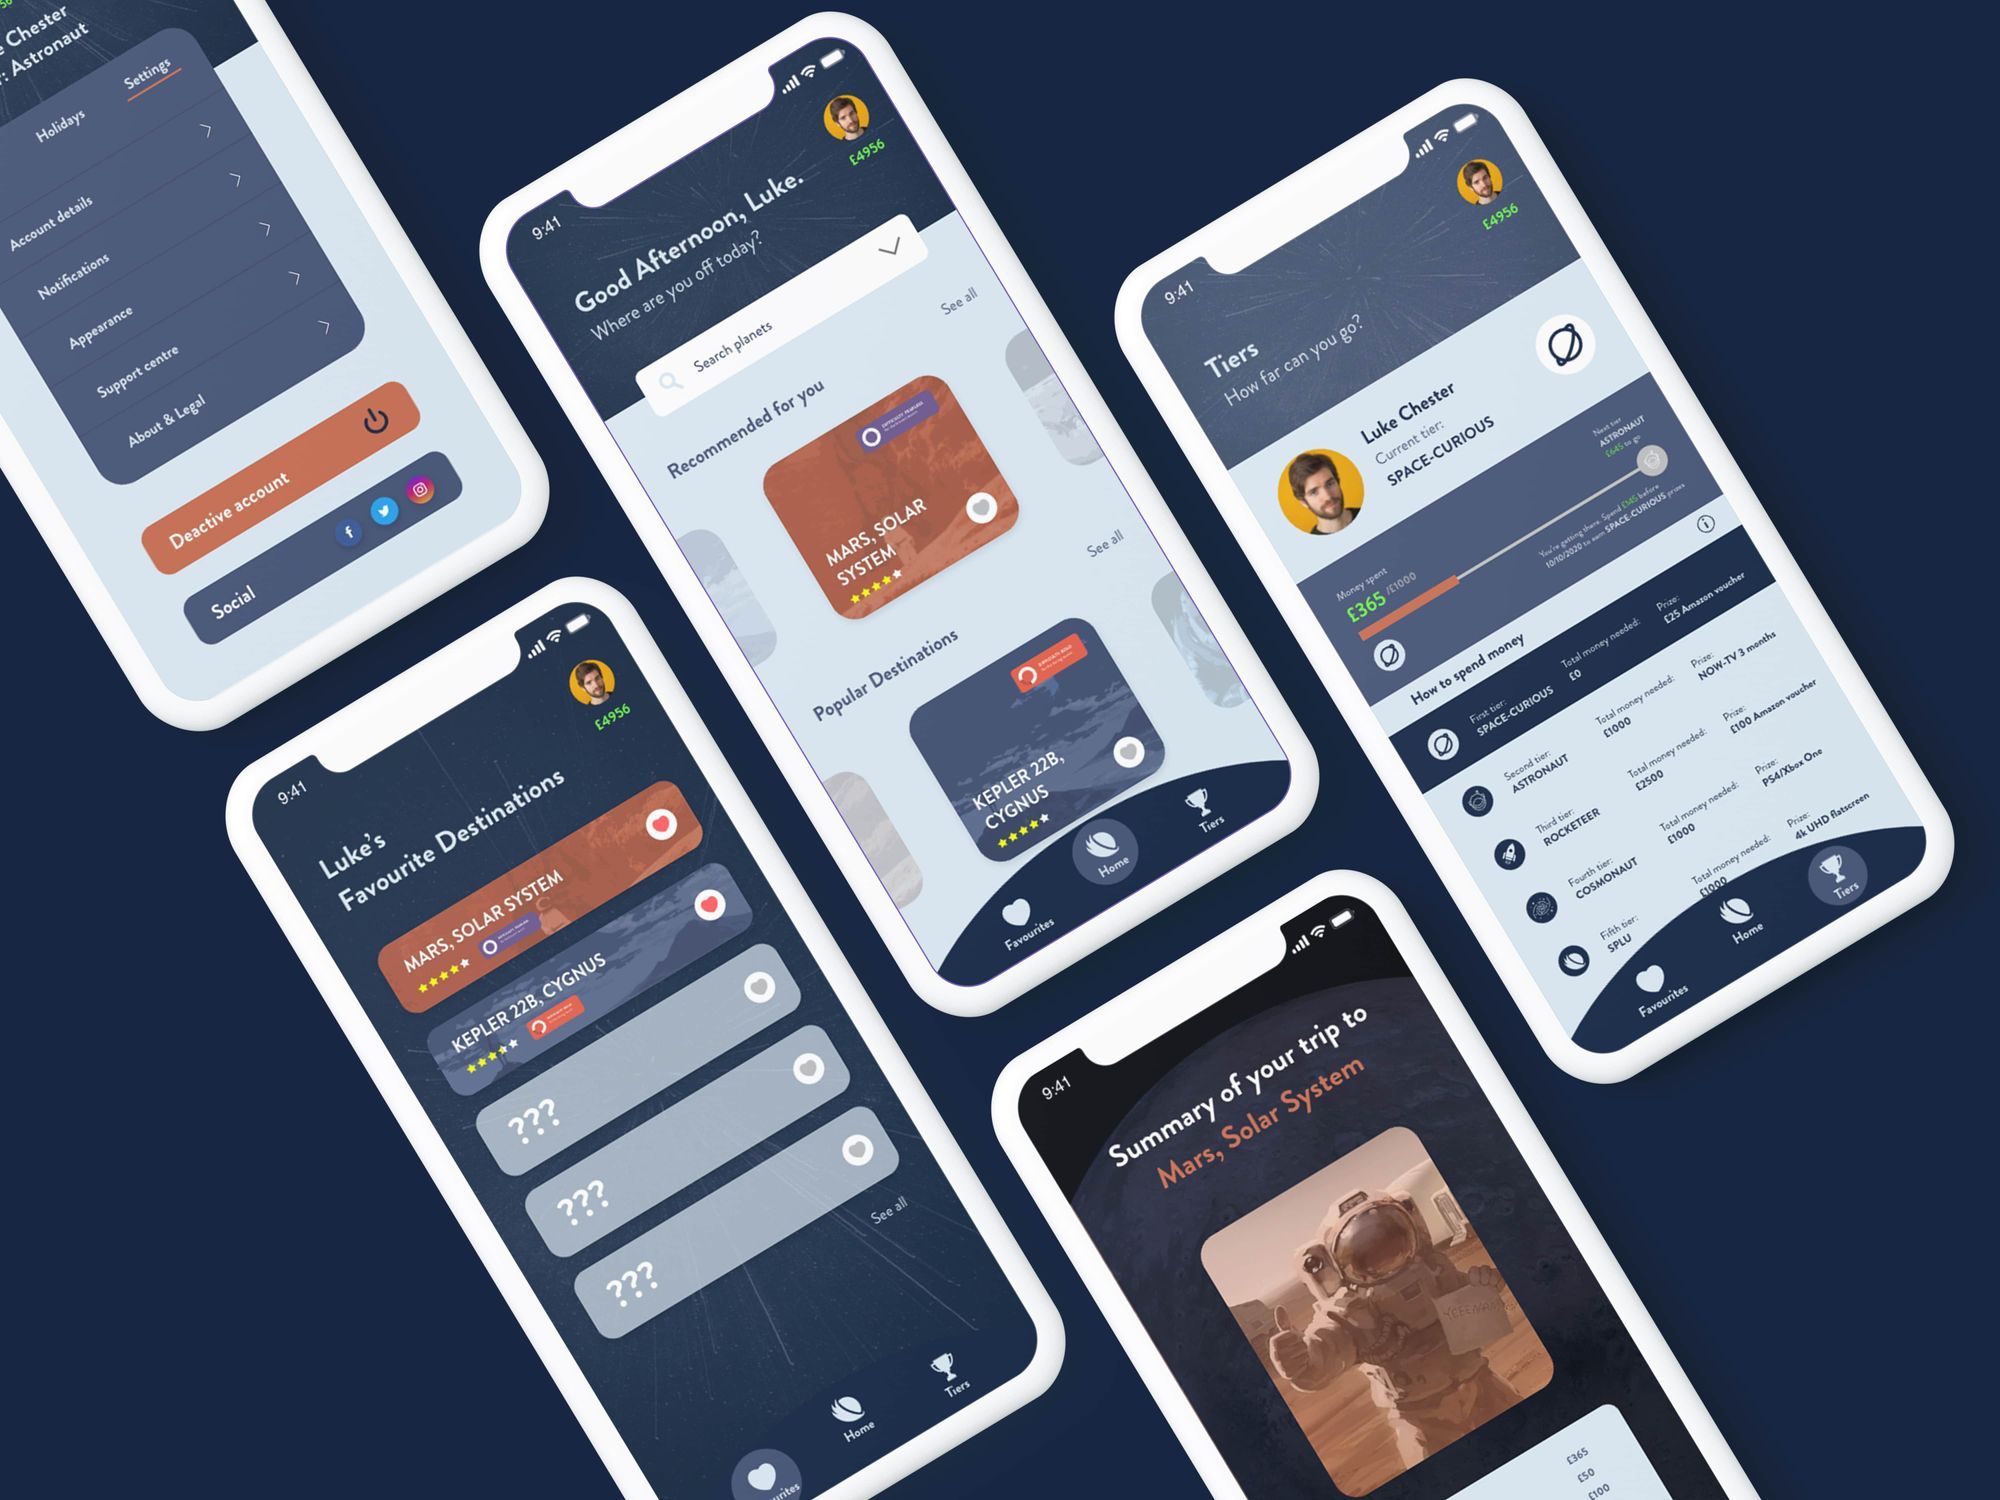 Chester
: Astronaut
Holidays
Settings
Account details
Notifications
Appearance
Support centre
About & Legal
Deactive account
Social
9:41
£4956
Good Afternoon, Luke.
Where are you off today?
Search planets
Recommended for you
See all
MARS, SOLAR
SYSTEM
Popular Destinations
See all
KEPLER 22B,
CYGNUS
Favourites
Home
Tiers
9:41
£4956
Tiers
How far can you go?
Luke Chester
Current tier:
SPACE-CURIOUS
Next tier
ASTRONAUT
£645 to go
Money spent
£365 /£1000
You're getting there. Spend £145 before
10/10/2020 to earn SPACE-CURIOUS prizes
How to spend money
First tier:
SPACE-CURIOUS
Total money needed:
£0
Prize:
£25 Amazon voucher
Second tier:
ASTRONAUT
Total money needed:
£1000
Prize:
NOW-TV 3 months
Third tier:
ROCKETEER
Total money needed:
£2500
Prize:
£100 Amazon voucher
Fourth tier:
COSMONAUT
Total money needed:
£1000
Prize:
PS4/Xbox One
Fifth tier:
SPLU
Total money needed:
£1000
Prize:
4k UHD flatscreen
Favourites
Home
Tiers
9:41
£4956
Luke's
Favourite Destinations
MARS, SOLAR SYSTEM
KEPLER 22B, CYGNUS
???
???
???
See all
Home
Tiers
9:41
Summary of your trip to
Mars, Solar System
£365
£50
£100